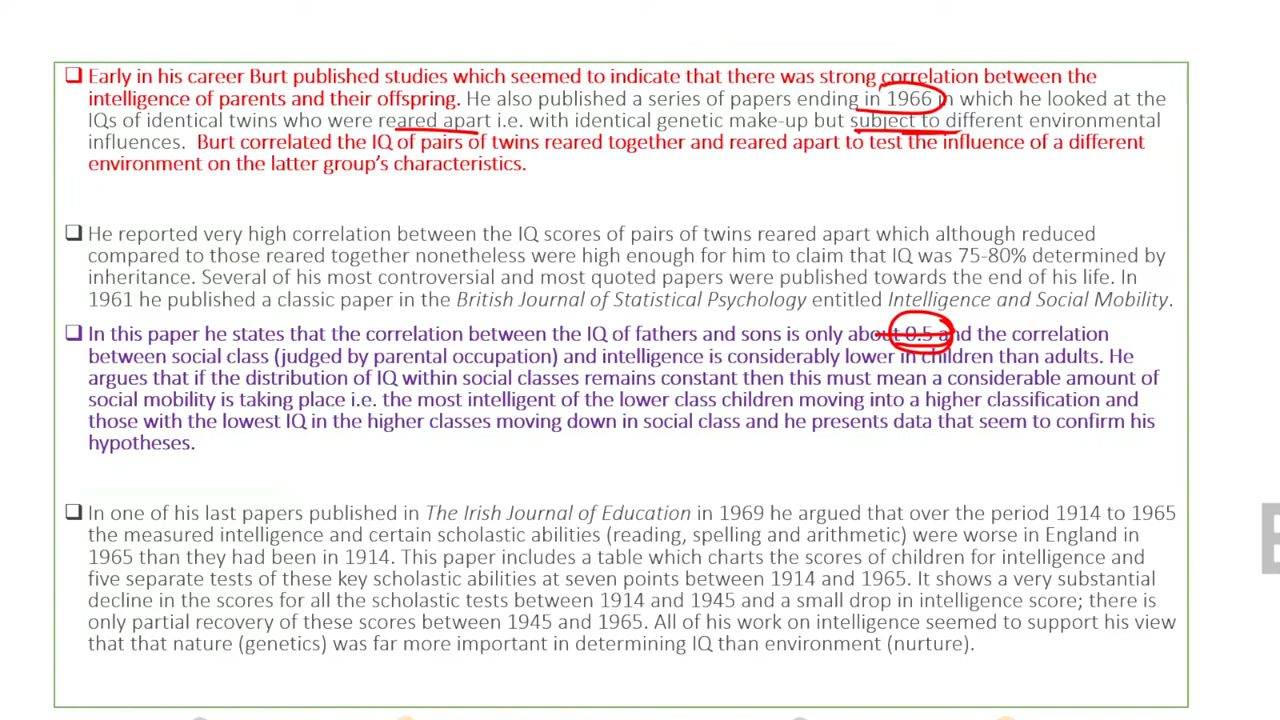 Early in his career Burt published studies which seemed to indicate that there was strong correlation between the
intelligence of parents and their offspring. He also published a series of papers ending in 1966 in which he looked at the
IQs of identical twins who were reared apart i.e. with identical genetic make-up but subject to different environmental
influences. Burt correlated the IQ of pairs of twins reared together and reared apart to test the influence of a different
environment on the latter group's characteristics.
He reported very high correlation between the IQ scores of pairs of twins reared apart which although reduced
compared to those reared together nonetheless were high enough for him to claim that IQ was 75-80% determined by
inheritance. Several of his most controversial and most quoted papers were published towards the end of his life. In
1961 he published a classic paper in the British Journal of Statistical Psychology entitled Intelligence and Social Mobility.
In this paper he states that the correlation between the IQ of fathers and sons is only about 0.5 and the correlation
between social class (judged by parental occupation) and intelligence is considerably lower in children than adults. He
argues that if the distribution of IQ within social classes remains constant then this must mean a considerable amount of
social mobility is taking place i.e. the most intelligent of the lower class children moving into a higher classification and
those with the lowest IQ in the higher classes moving down in social class and he presents data that seem to confirm his
hypotheses.
In one of his last papers published in The Irish Journal of Education in 1969 he argued that over the period 1914 to 1965
the measured intelligence and certain scholastic abilities (reading, spelling and arithmetic) were worse in England in
1965 than they had been in 1914. This paper includes a table which charts the scores of children for intelligence and
five separate tests of these key scholastic abilities at seven points between 1914 and 1965. It shows a very substantial
decline in the scores for all the scholastic tests between 1914 and 1945 and a small drop in intelligence score; there is
only partial recovery of these scores between 1945 and 1965. All of his work on intelligence seemed to support his view
that that nature (genetics) was far more important in determining IQ than environment (nurture).